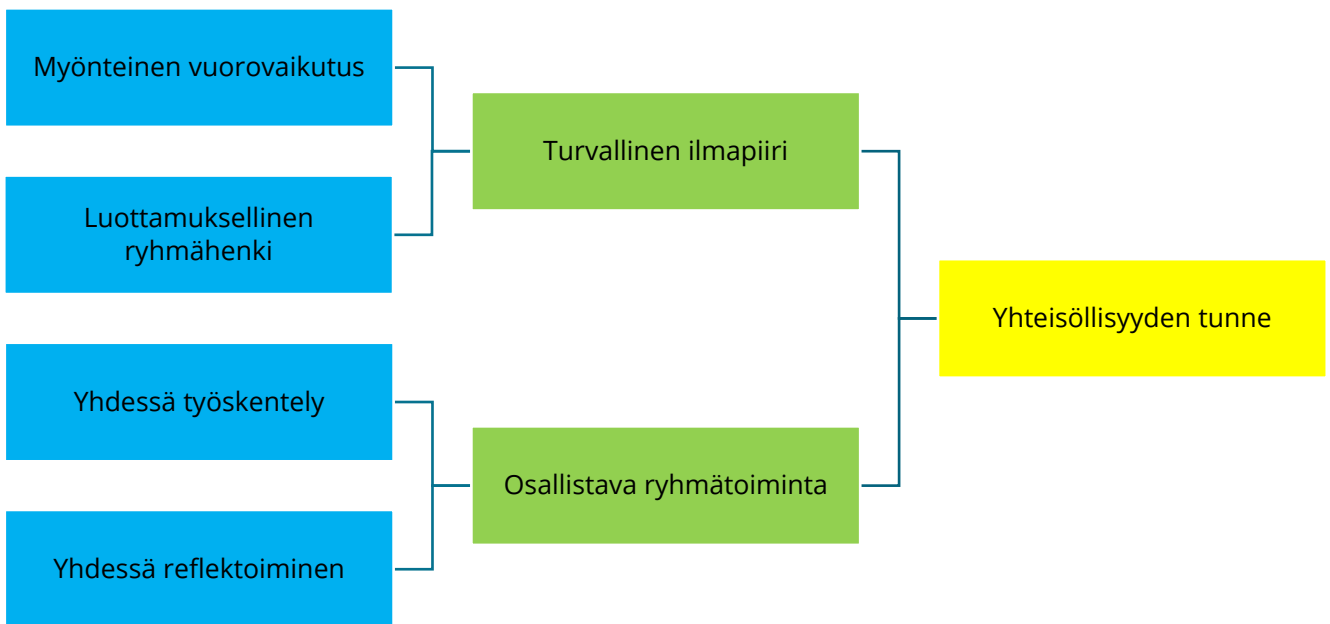 Myönteinen vuorovaikutus
Luottamuksellinen
ryhmähenki
Yhdessä työskentely
Yhdessä reflektoiminen
Turvallinen ilmapiiri
Osallistava ryhmätoiminta
Yhteisöllisyyden tunne